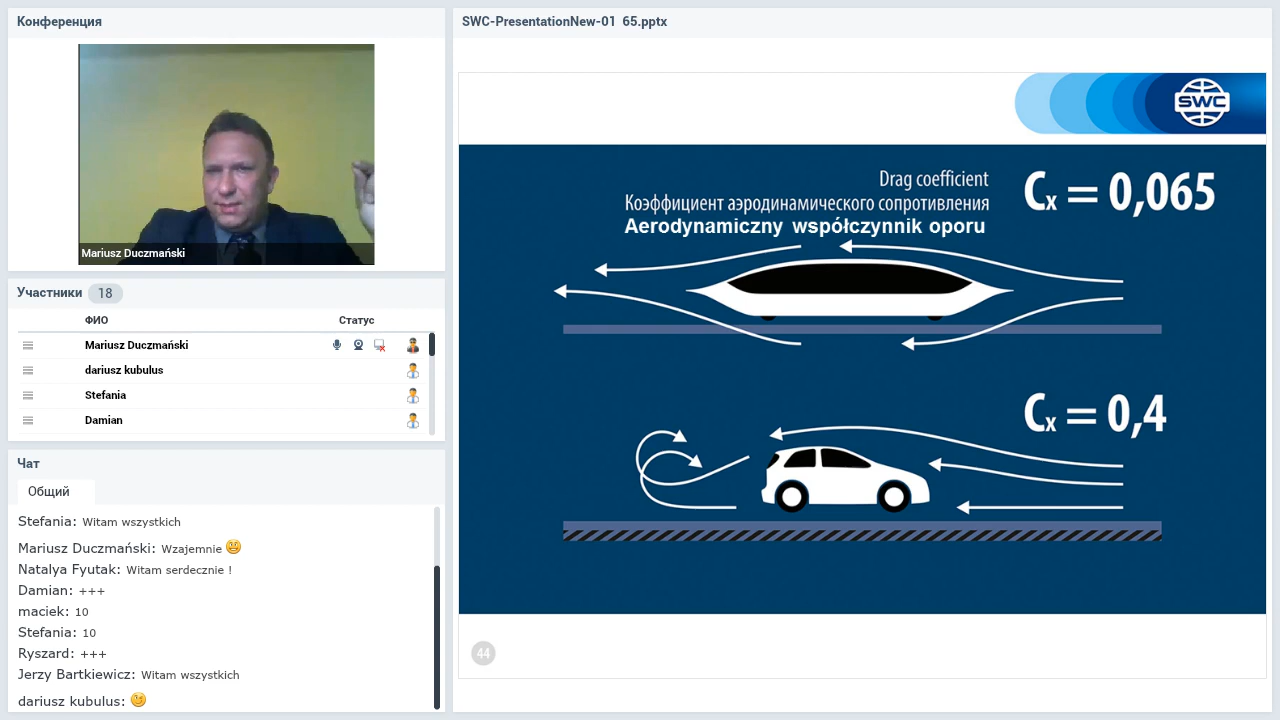 Конференция
Mariusz Duczmański
Участники 18
ФИО Статус
Mariusz Duczmański
dariusz kubulus
Stefania
Damian
Чат
Общий
Stefania: Witam wszystkich
Mariusz Duczmański: Wzajemnie
Natalya Fyutak: Witam serdecznie !
Damian: +++
maciek: 10
Stefania: 10
Ryszard: +++
Jerzy Bartkiewicz: Witam wszystkich
dariusz kubulus:
SWC-PresentationNew-01 65.pptx
SWC
Drag coefficient
Коэффициент аэродинамического сопротивления
Aerodynamiczny współczynnik oporu
Cx = 0,065
Cx = 0,4
44